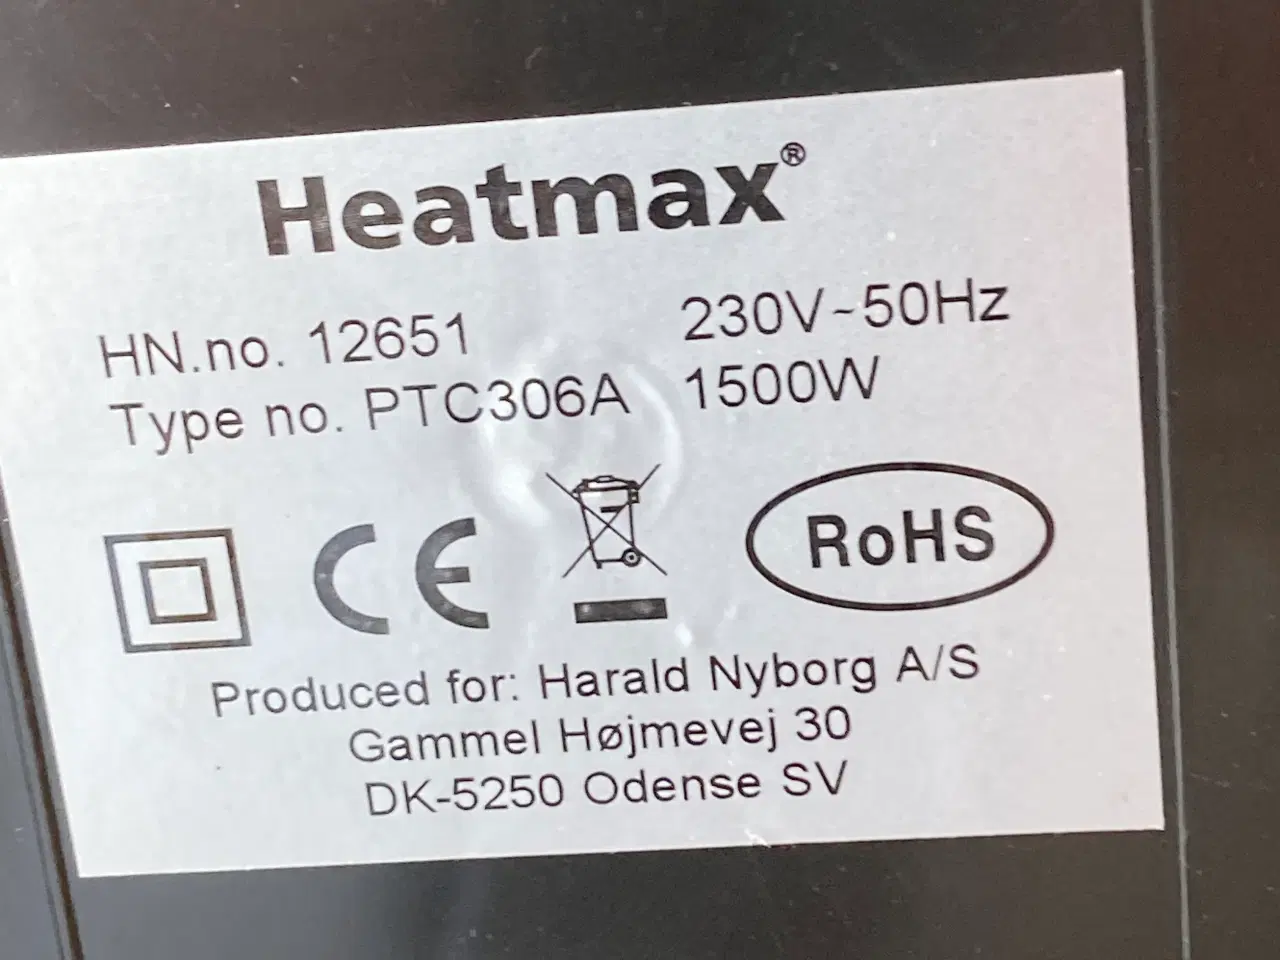 Heatmax®
HN.no. 12651 230V~50Hz
Type no. PTC306A 1500W
CE
RoHS
Produced for: Harald Nyborg A/S
Gammel Højmevej 30
DK-5250 Odense SV